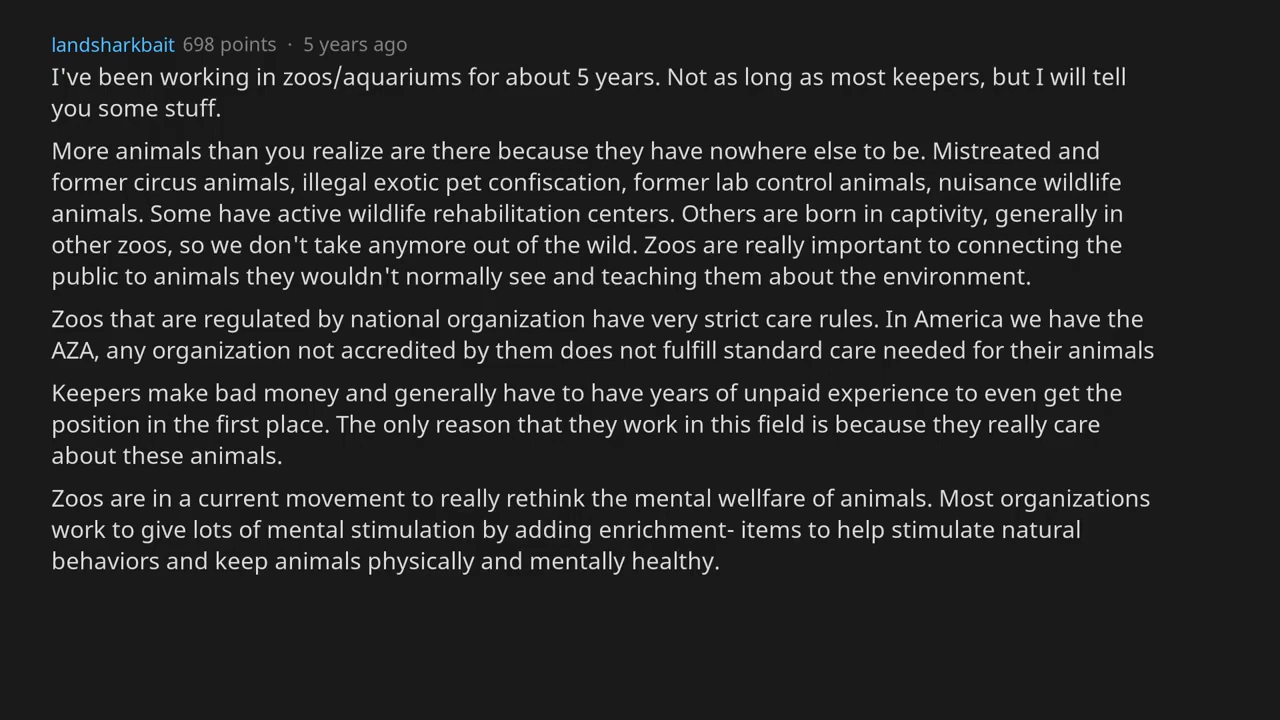 landsharkbait 698 points · 5 years ago
I've been working in zoos/aquariums for about 5 years. Not as long as most keepers, but I will tell
you some stuff.
More animals than you realize are there because they have nowhere else to be. Mistreated and
former circus animals, illegal exotic pet confiscation, former lab control animals, nuisance wildlife
animals. Some have active wildlife rehabilitation centers. Others are born in captivity, generally in
other zoos, so we don't take anymore out of the wild. Zoos are really important to connecting the
public to animals they wouldn't normally see and teaching them about the environment.
Zoos that are regulated by national organization have very strict care rules. In America we have the
AZA, any organization not accredited by them does not fulfill standard care needed for their animals
Keepers make bad money and generally have to have years of unpaid experience to even get the
position in the first place. The only reason that they work in this field is because they really care
about these animals.
Zoos are in a current movement to really rethink the mental wellfare of animals. Most organizations
work to give lots of mental stimulation by adding enrichment- items to help stimulate natural
behaviors and keep animals physically and mentally healthy.